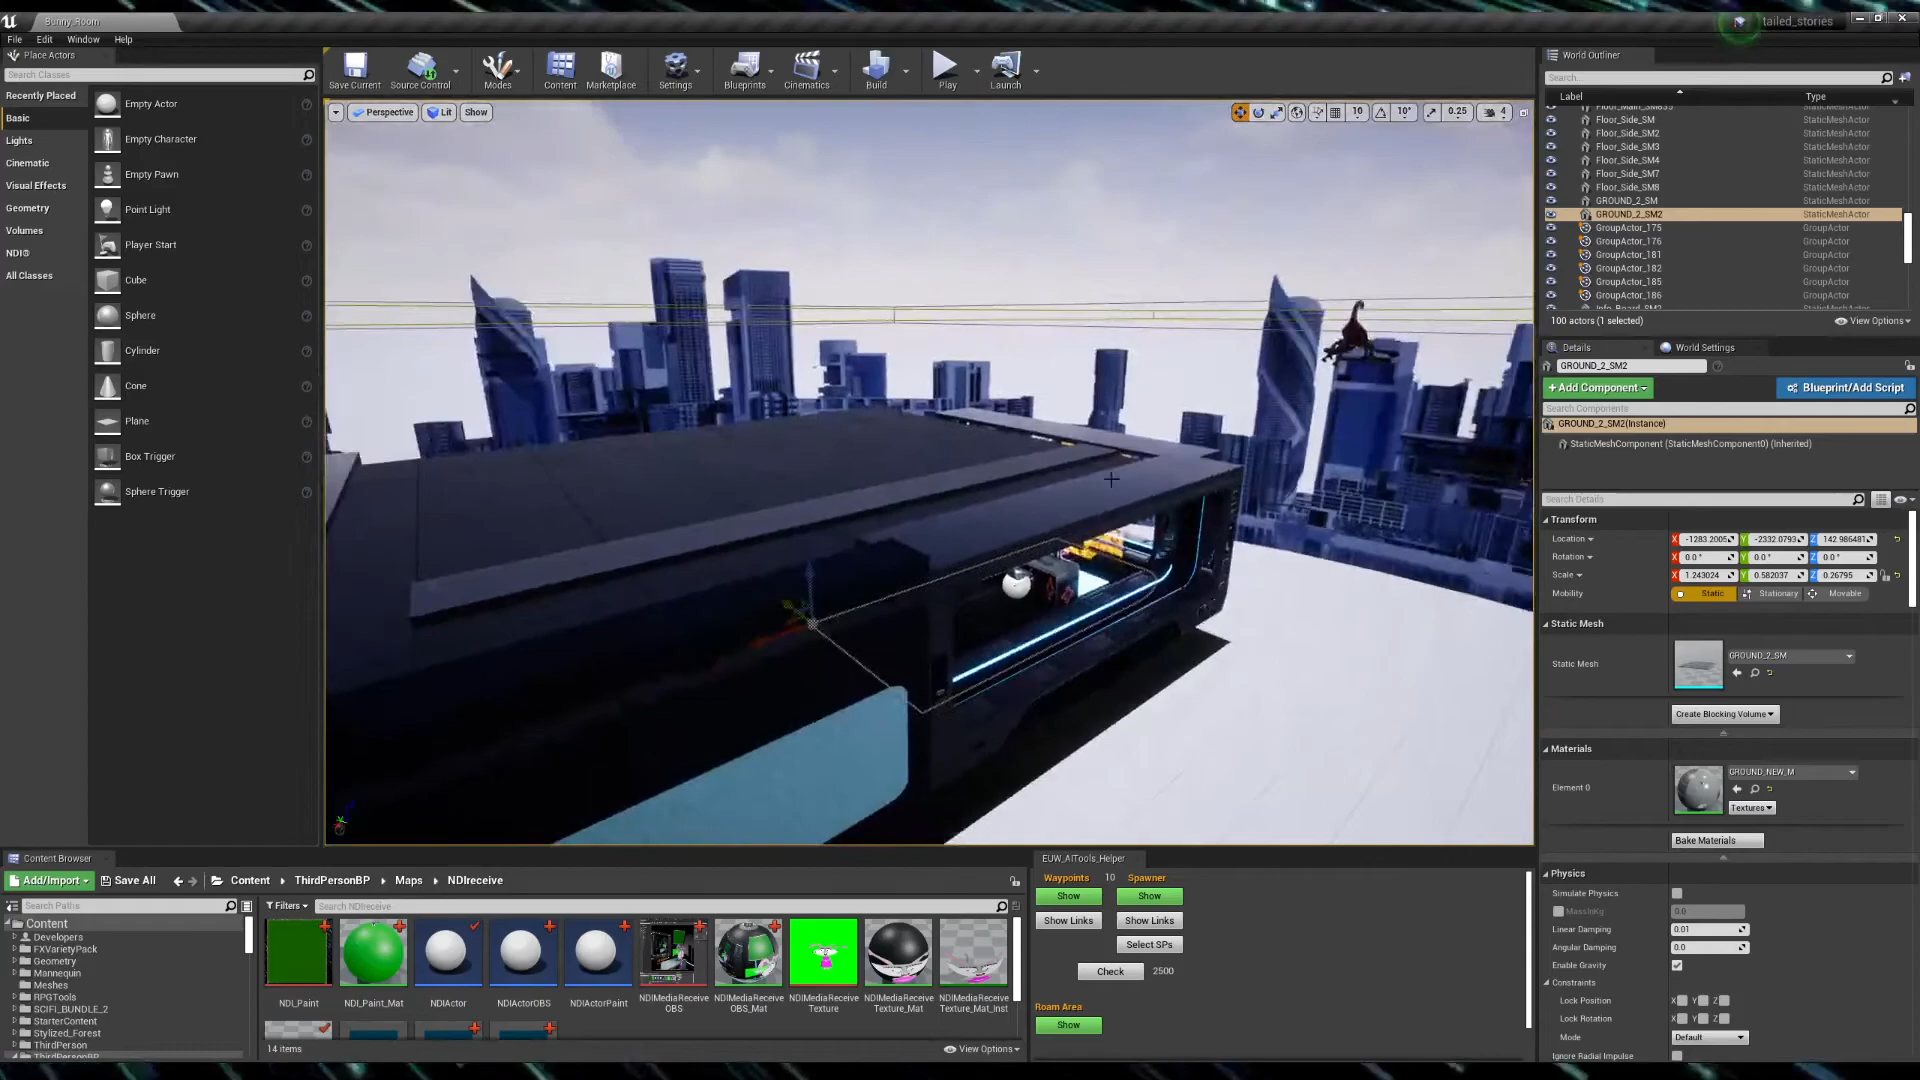 Bunny_Room
tailed_stories
File Edit Window Help
Place Actors
Search Classes
Recently Placed
Basic
Lights
Cinematic
Visual Effects
Geometry
Volumes
NDI®
All Classes
Empty Actor
Empty Character
Empty Pawn
Point Light
Player Start
Cube
Sphere
Cylinder
Cone
Plane
Box Trigger
Sphere Trigger
Save Current
Source Control
Modes
Content
Marketplace
Settings
Blueprints
Cinematics
Build
Play
Launch
Perspective Lit Show
10 10° 0.25 4
World Outliner
Search...
Label Type
Floor_Side_SM StaticMeshActor
Floor_Side_SM2 StaticMeshActor
Floor_Side_SM3 StaticMeshActor
Floor_Side_SM4 StaticMeshActor
Floor_Side_SM7 StaticMeshActor
Floor_Side_SM8 StaticMeshActor
GROUND_2_SM StaticMeshActor
GROUND_2_SM2 StaticMeshActor
GroupActor_175 GroupActor
GroupActor_176 GroupActor
GroupActor_181 GroupActor
GroupActor_182 GroupActor
GroupActor_185 GroupActor
GroupActor_186 GroupActor
100 actors (1 selected)
View Options
Details World Settings
GROUND_2_SM2
+Add Component Blueprint/Add Script
Search Components
GROUND_2_SM2(Instance)
StaticMeshComponent (StaticMeshComponent0) (Inherited)
Search Details
Transform
Location X -1283.2005 Y -2332.0793 Z 142.986481
Rotation X 0.0 ° Y 0.0 ° Z 0.0 °
Scale X 1.243024 Y 0.582037 Z 0.26795
Mobility Static Stationary Movable
Static Mesh
Static Mesh GROUND_2_SM
Create Blocking Volume
Materials
Element 0 GROUND_NEW_M
Textures
Bake Materials
Physics
Simulate Physics
MassInKg 0.0
Linear Damping 0.01
Angular Damping 0.0
Enable Gravity
Constraints
Lock Position X Y Z
Lock Rotation X Y Z
Mode Default
Ignore Radial Impulse
Content Browser
Add/Import Save All Content ThirdPersonBP Maps NDIreceive
Search Paths
Filters Search NDIreceive
Content
Developers
FXVarietyPack
Geometry
Mannequin
Meshes
RPGTools
SCIFI_BUNDLE_2
StarterContent
Stylized_Forest
ThirdPerson
ThirdPersonBP
NDI_Paint
NDI_Paint_Mat
NDIActor
NDIActorOBS
NDIActorPaint
NDIMediaReceive
OBS
NDIMediaReceive
OBS_Mat
NDIMediaReceive
Texture
NDIMediaReceive
Texture_Mat
NDIMediaReceive
Texture_Mat_Inst
14 items
View Options
EUW_AITools_Helper
Waypoints 10 Spawner
Show Show
Show Links Show Links
Select SPs
Check 2500
Roam Area
Show